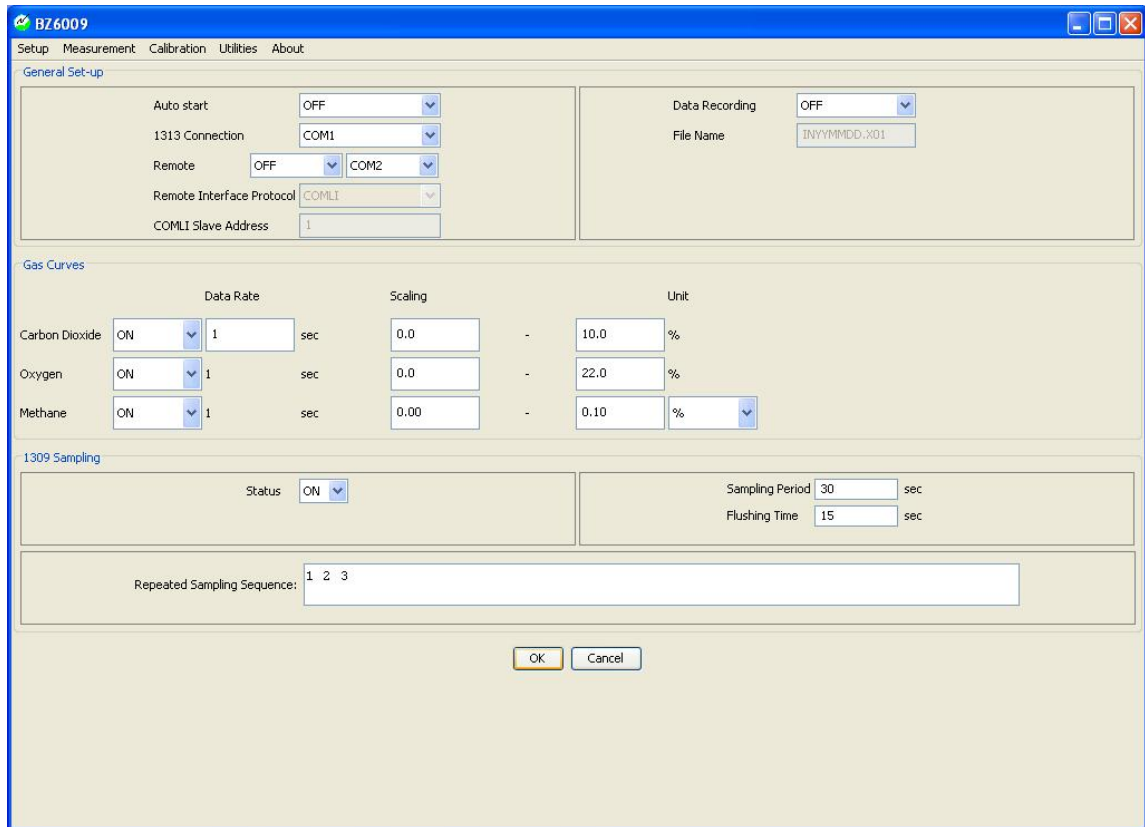 BZ6009
Setup Measurement Calibration Utilities About
General Set-up
Auto start OFF
1313 Connection COM1
Remote OFF COM2
Remote Interface Protocol COMLI
COMLI Slave Address 1
Data Recording OFF
File Name INYYMMDD.X01
Gas Curves
Data Rate Scaling Unit
Carbon Dioxide ON 1 sec 0.0 - 10.0 %
Oxygen ON 1 sec 0.0 - 22.0 %
Methane ON 1 sec 0.00 - 0.10 %
1309 Sampling
Status ON
Sampling Period 30 sec
Flushing Time 15 sec
Repeated Sampling Sequence: 1 2 3
OK Cancel